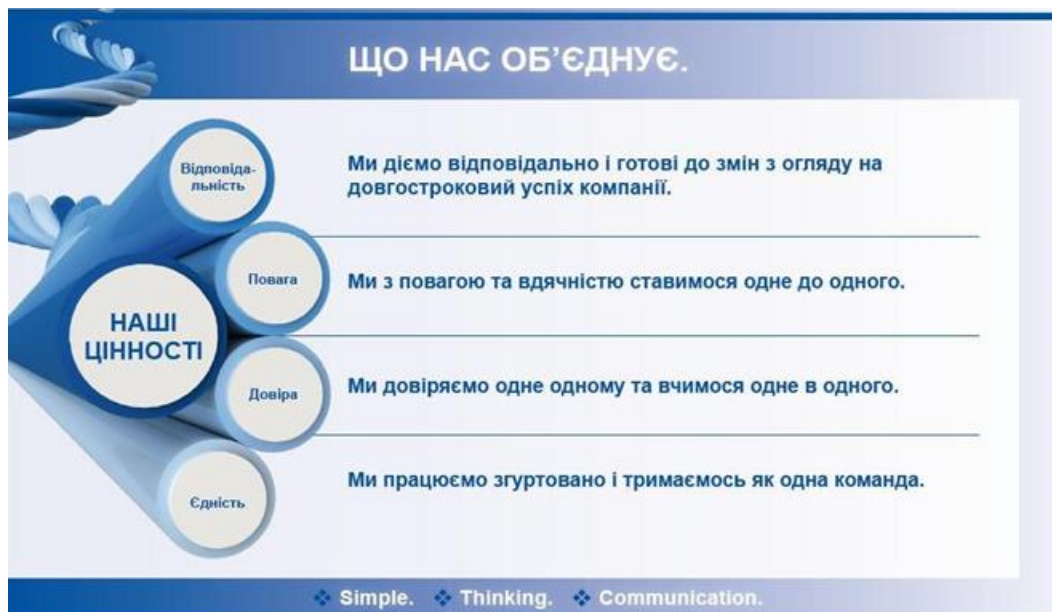 ЩО НАС ОБ’ЄДНУЄ.
Відповіда-
льність
Ми діємо відповідально і готові до змін з огляду на
довгостроковий успіх компанії.
Повага
Ми з повагою та вдячністю ставимося одне до одного.
НАШІ
ЦІННОСТІ
Довіра
Ми довіряємо одне одному та вчимося одне в одного.
Єдність
Ми працюємо згуртовано і тримаємось як одна команда.
❖ Simple. ❖ Thinking. ❖ Communication.